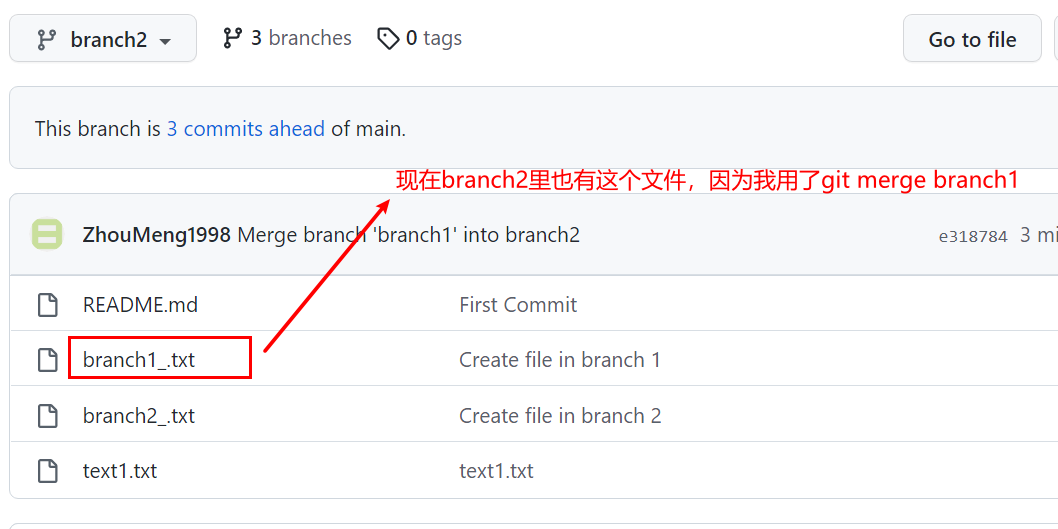 branch2 3 branches 0 tags Go to file
This branch is 3 commits ahead of main.
现在branch2里也有这个文件，因为我用了git merge branch1
ZhouMeng1998 Merge branch 'branch1' into branch2 e318784 3
README.md First Commit
branch1_.txt Create file in branch 1
branch2_.txt Create file in branch 2
text1.txt text1.txt